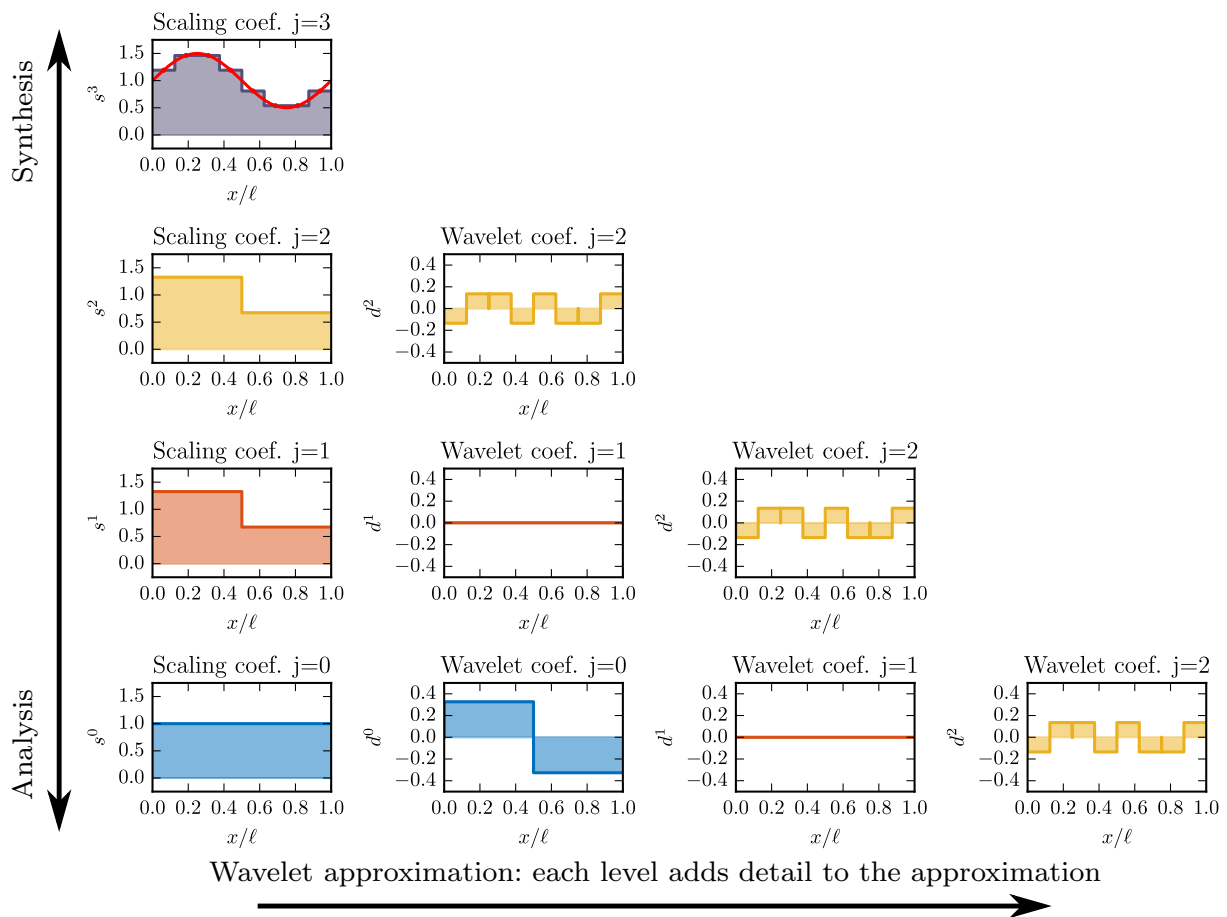 Synthesis
Analysis
Scaling coef. j=3
s^3
1.5
1.0
0.5
0.0
0.0 0.2 0.4 0.6 0.8 1.0
x/ℓ
Scaling coef. j=2
s^2
1.5
1.0
0.5
0.0
0.0 0.2 0.4 0.6 0.8 1.0
x/ℓ
Wavelet coef. j=2
d^2
0.4
0.2
0.0
−0.2
−0.4
0.0 0.2 0.4 0.6 0.8 1.0
x/ℓ
Scaling coef. j=1
s^1
1.5
1.0
0.5
0.0
0.0 0.2 0.4 0.6 0.8 1.0
x/ℓ
Wavelet coef. j=1
d^1
0.4
0.2
0.0
−0.2
−0.4
0.0 0.2 0.4 0.6 0.8 1.0
x/ℓ
Wavelet coef. j=2
d^2
0.4
0.2
0.0
−0.2
−0.4
0.0 0.2 0.4 0.6 0.8 1.0
x/ℓ
Scaling coef. j=0
s^0
1.5
1.0
0.5
0.0
0.0 0.2 0.4 0.6 0.8 1.0
x/ℓ
Wavelet coef. j=0
d^0
0.4
0.2
0.0
−0.2
−0.4
0.0 0.2 0.4 0.6 0.8 1.0
x/ℓ
Wavelet coef. j=1
d^1
0.4
0.2
0.0
−0.2
−0.4
0.0 0.2 0.4 0.6 0.8 1.0
x/ℓ
Wavelet coef. j=2
d^2
0.4
0.2
0.0
−0.2
−0.4
0.0 0.2 0.4 0.6 0.8 1.0
x/ℓ
Wavelet approximation: each level adds detail to the approximation